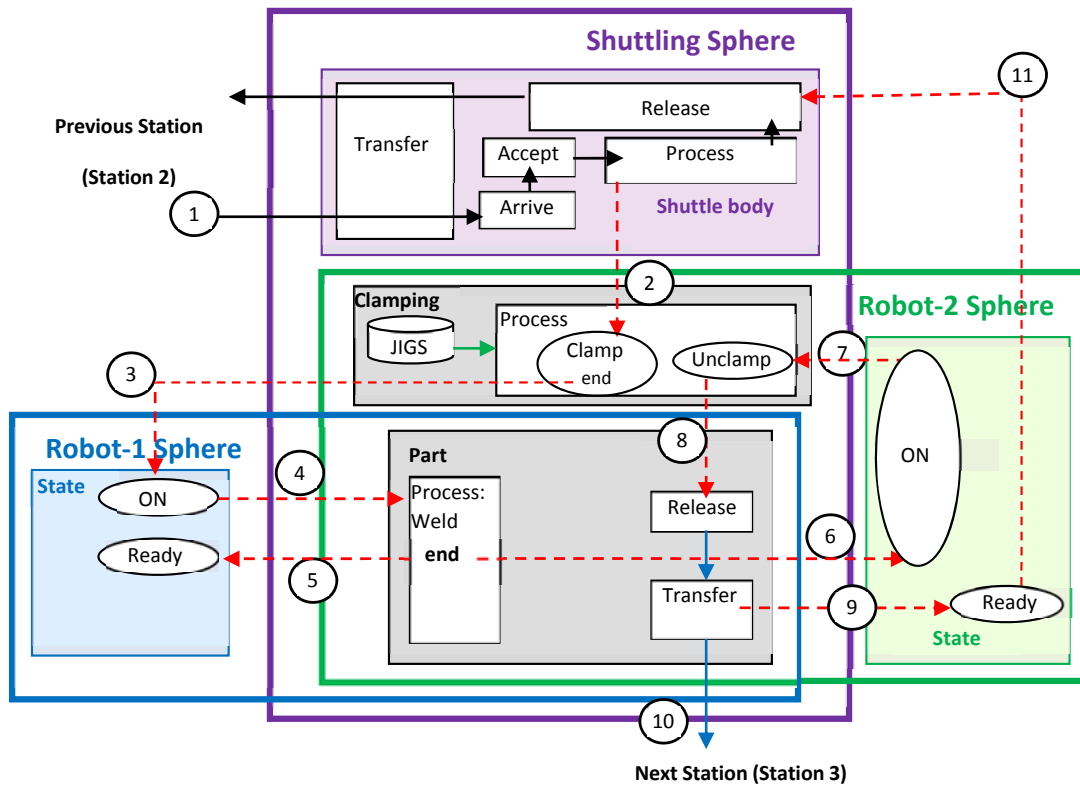 Shuttling Sphere
11
Release
Previous Station
Transfer
Accept
Process
(Station 2)
1
Arrive
Shuttle body
2
Clamping
Robot-2 Sphere
Process
JIGS
Clamp
end
Unclamp
7
3
8
Robot-1 Sphere
Part
ON
State
4
Process:
ON
Weld
Release
Ready
end
6
5
Transfer
9
Ready
State
10
Next Station (Station 3)